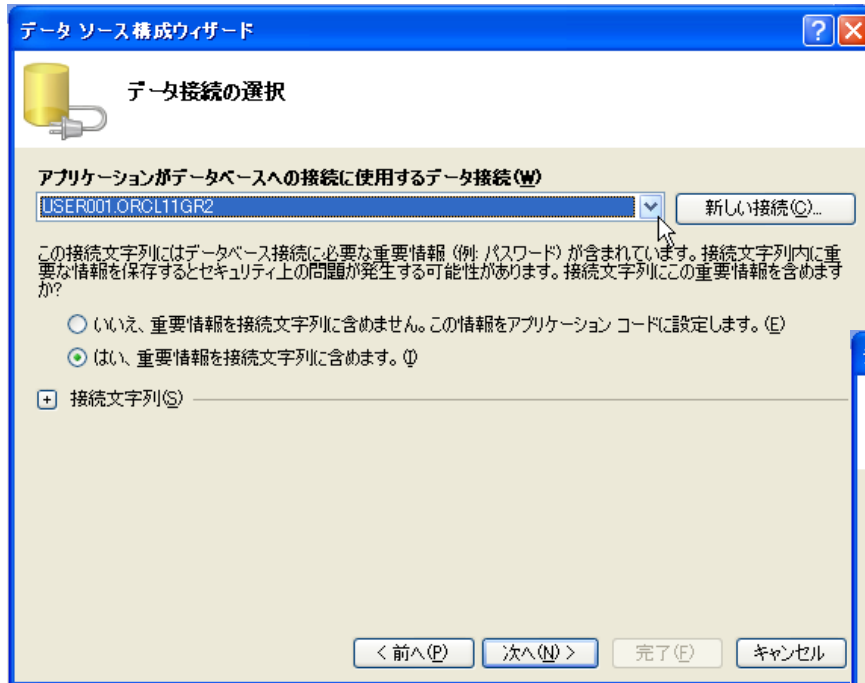 データ ソース構成ウィザード
データ接続の選択
アプリケーションがデータベースへの接続に使用するデータ接続(W)
USER001.ORCL11GR2
新しい接続(C)...
この接続文字列にはデータベース接続に必要な重要情報 (例: パスワード) が含まれています。接続文字列内に重
要な情報を保存するとセキュリティ上の問題が発生する可能性があります。接続文字列にこの重要情報を含めます
か?
いいえ、重要情報を接続文字列に含めません。この情報をアプリケーション コードに設定します。(E)
はい、重要情報を接続文字列に含めます。(I)
接続文字列(S)
< 前へ(P)
次へ(N) >
完了(F)
キャンセル